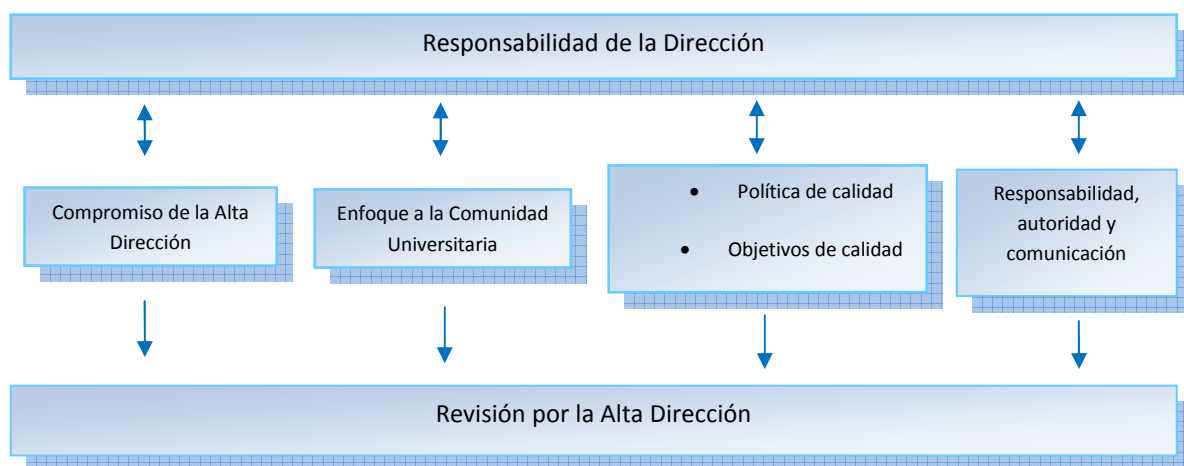 Responsabilidad de la Dirección
Compromiso de la Alta
Dirección
Enfoque a la Comunidad
Universitaria
• Política de calidad
• Objetivos de calidad
Responsabilidad,
autoridad y
comunicación
Revisión por la Alta Dirección